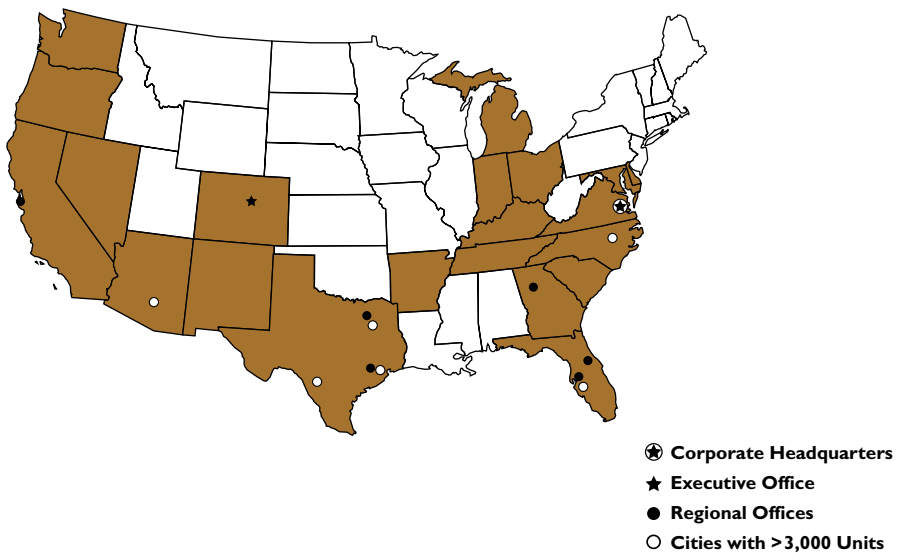 Corporate Headquarters
Executive Office
Regional Offices
Cities with >3,000 Units